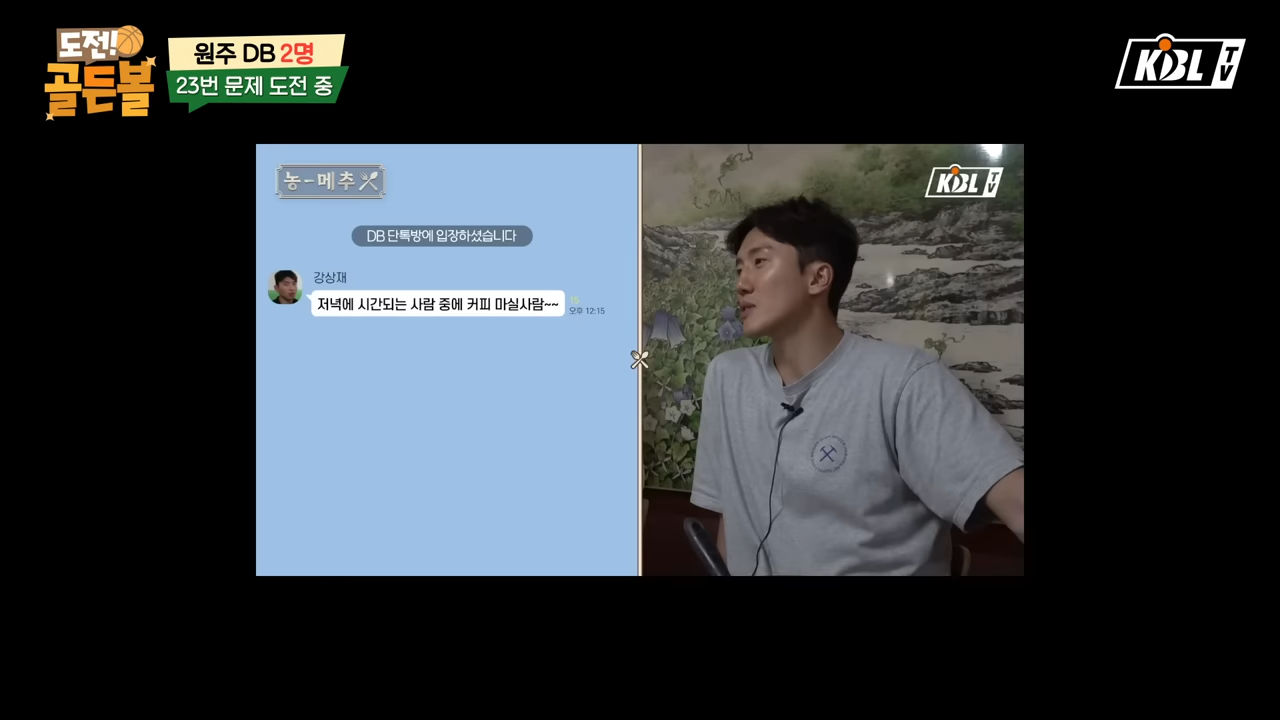 도전!
골든볼
원주 DB 2명
23번 문제 도전 중
KBL TV
농-메추
KBL TV
DB 단톡방에 입장하셨습니다
강상재
저녁에 시간되는 사람 중에 커피 마실사람~~
15
오후 12:15